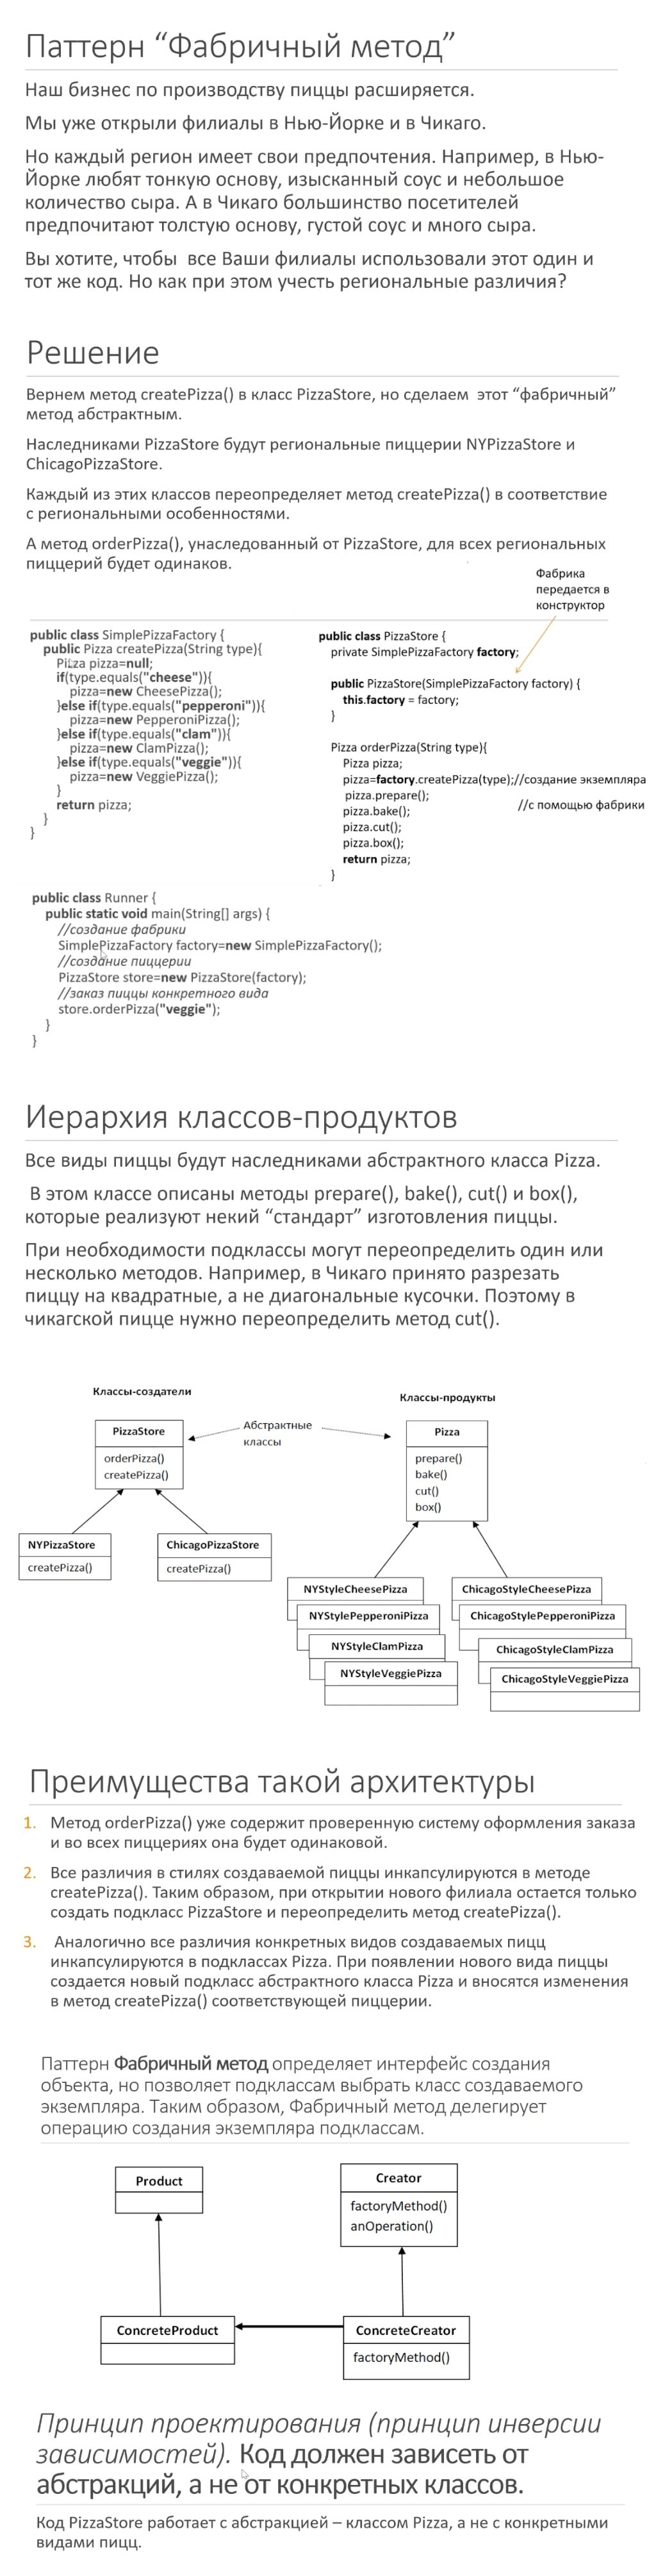 Паттерн “Фабричный метод”
Наш бизнес по производству пиццы расширяется.
Мы уже открыли филиалы в Нью-Йорке и в Чикаго.
Но каждый регион имеет свои предпочтения. Например, в Нью-
Йорке любят тонкую основу, изысканный соус и небольшое
количество сыра. А в Чикаго большинство посетителей
предпочитают толстую основу, густой соус и много сыра.
Вы хотите, чтобы все Ваши филиалы использовали этот один и
тот же код. Но как при этом учесть региональные различия?
Решение
Вернем метод createPizza() в класс PizzaStore, но сделаем этот “фабричный”
метод абстрактным.
Наследниками PizzaStore будут региональные пиццерии NYPizzaStore и
ChicagoPizzaStore.
Каждый из этих классов переопределяет метод createPizza() в соответствие
с региональными особенностями.
А метод orderPizza(), унаследованный от PizzaStore, для всех региональных
пиццерий будет одинаков.
Фабрика
передается в
конструктор
public class SimplePizzaFactory {
public Pizza createPizza(String type){
Pizza pizza=null;
if(type.equals("cheese")){
pizza=new CheesePizza();
}else if(type.equals("pepperoni")){
pizza=new PepperoniPizza();
}else if(type.equals("clam")){
pizza=new ClamPizza();
}else if(type.equals("veggie")){
pizza=new VeggiePizza();
}
return pizza;
}
}
public class PizzaStore {
private SimplePizzaFactory factory;
public PizzaStore(SimplePizzaFactory factory) {
this.factory = factory;
}
Pizza orderPizza(String type){
Pizza pizza;
pizza=factory.createPizza(type);//создание экземпляра
pizza.prepare();
//с помощью фабрики
pizza.bake();
pizza.cut();
pizza.box();
return pizza;
}
public class Runner {
public static void main(String[] args) {
//создание фабрики
SimplePizzaFactory factory=new SimplePizzaFactory();
//создание пиццерии
PizzaStore store=new PizzaStore(factory);
//заказ пиццы конкретного вида
store.orderPizza("veggie");
}
}
Иерархия классов-продуктов
Все виды пиццы будут наследниками абстрактного класса Pizza.
В этом классе описаны методы prepare(), bake(), cut() и box(),
которые реализуют некий “стандарт” изготовления пиццы.
При необходимости подклассы могут переопределить один или
несколько методов. Например, в Чикаго принято разрезать
пиццу на квадратные, а не диагональные кусочки. Поэтому в
чикагской пицце нужно переопределить метод cut().
Классы-создатели
Классы-продукты
PizzaStore
orderPizza()
createPizza()
Абстрактные
классы
Pizza
prepare()
bake()
cut()
box()
NYPizzaStore
createPizza()
ChicagoPizzaStore
createPizza()
NYStyleCheesePizza
NYStylePepperoniPizza
NYStyleClamPizza
NYStyleVeggiePizza
ChicagoStyleCheesePizza
ChicagoStylePepperoniPizza
ChicagoStyleClamPizza
ChicagoStyleVeggiePizza
Преимущества такой архитектуры
1. Метод orderPizza() уже содержит проверенную систему оформления заказа
и во всех пиццериях она будет одинаковой.
2. Все различия в стилях создаваемой пиццы инкапсулируются в методе
createPizza(). Таким образом, при открытии нового филиала остается только
создать подкласс PizzaStore и переопределить метод createPizza().
3. Аналогично все различия конкретных видов создаваемых пицц
инкапсулируются в подклассах Pizza. При появлении нового вида пиццы
создается новый подкласс абстрактного класса Pizza и вносятся изменения
в метод createPizza() соответствующей пиццерии.
Паттерн Фабричный метод определяет интерфейс создания
объекта, но позволяет подклассам выбрать класс создаваемого
экземпляра. Таким образом, Фабричный метод делегирует
операцию создания экземпляра подклассам.
Product
Creator
factoryMethod()
anOperation()
ConcreteProduct
ConcreteCreator
factoryMethod()
Принцип проектирования (принцип инверсии
зависимостей). Код должен зависеть от
абстракций, а не от конкретных классов.
Код PizzaStore работает с абстракцией – классом Pizza, а не с конкретными
видами пицц.